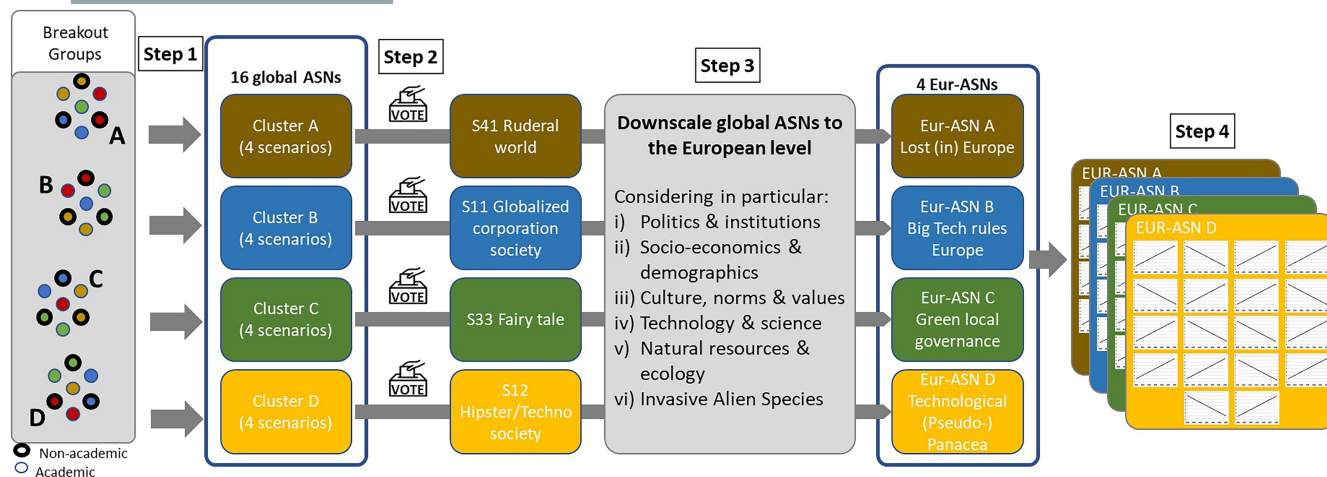 Breakout
Groups
A
B
C
D
Non-academic
Academic
Step 1
16 global ASNs
Cluster A
(4 scenarios)
Cluster B
(4 scenarios)
Cluster C
(4 scenarios)
Cluster D
(4 scenarios)
Step 2
VOTE
VOTE
VOTE
VOTE
S41 Ruderal
world
S11 Globalized
corporation
society
S33 Fairy tale
S12
Hipster/Techno
society
Step 3
Downscale global ASNs to
the European level
Considering in particular:
i) Politics & institutions
ii) Socio-economics &
demographics
iii) Culture, norms & values
iv) Technology & science
v) Natural resources &
ecology
vi) Invasive Alien Species
4 Eur-ASNs
Eur-ASN A
Lost (in) Europe
Eur-ASN B
Big Tech rules
Europe
Eur-ASN C
Green local
governance
Eur-ASN D
Technological
(Pseudo-)
Panacea
Step 4
EUR-ASN A
EUR-ASN B
EUR-ASN C
EUR-ASN D